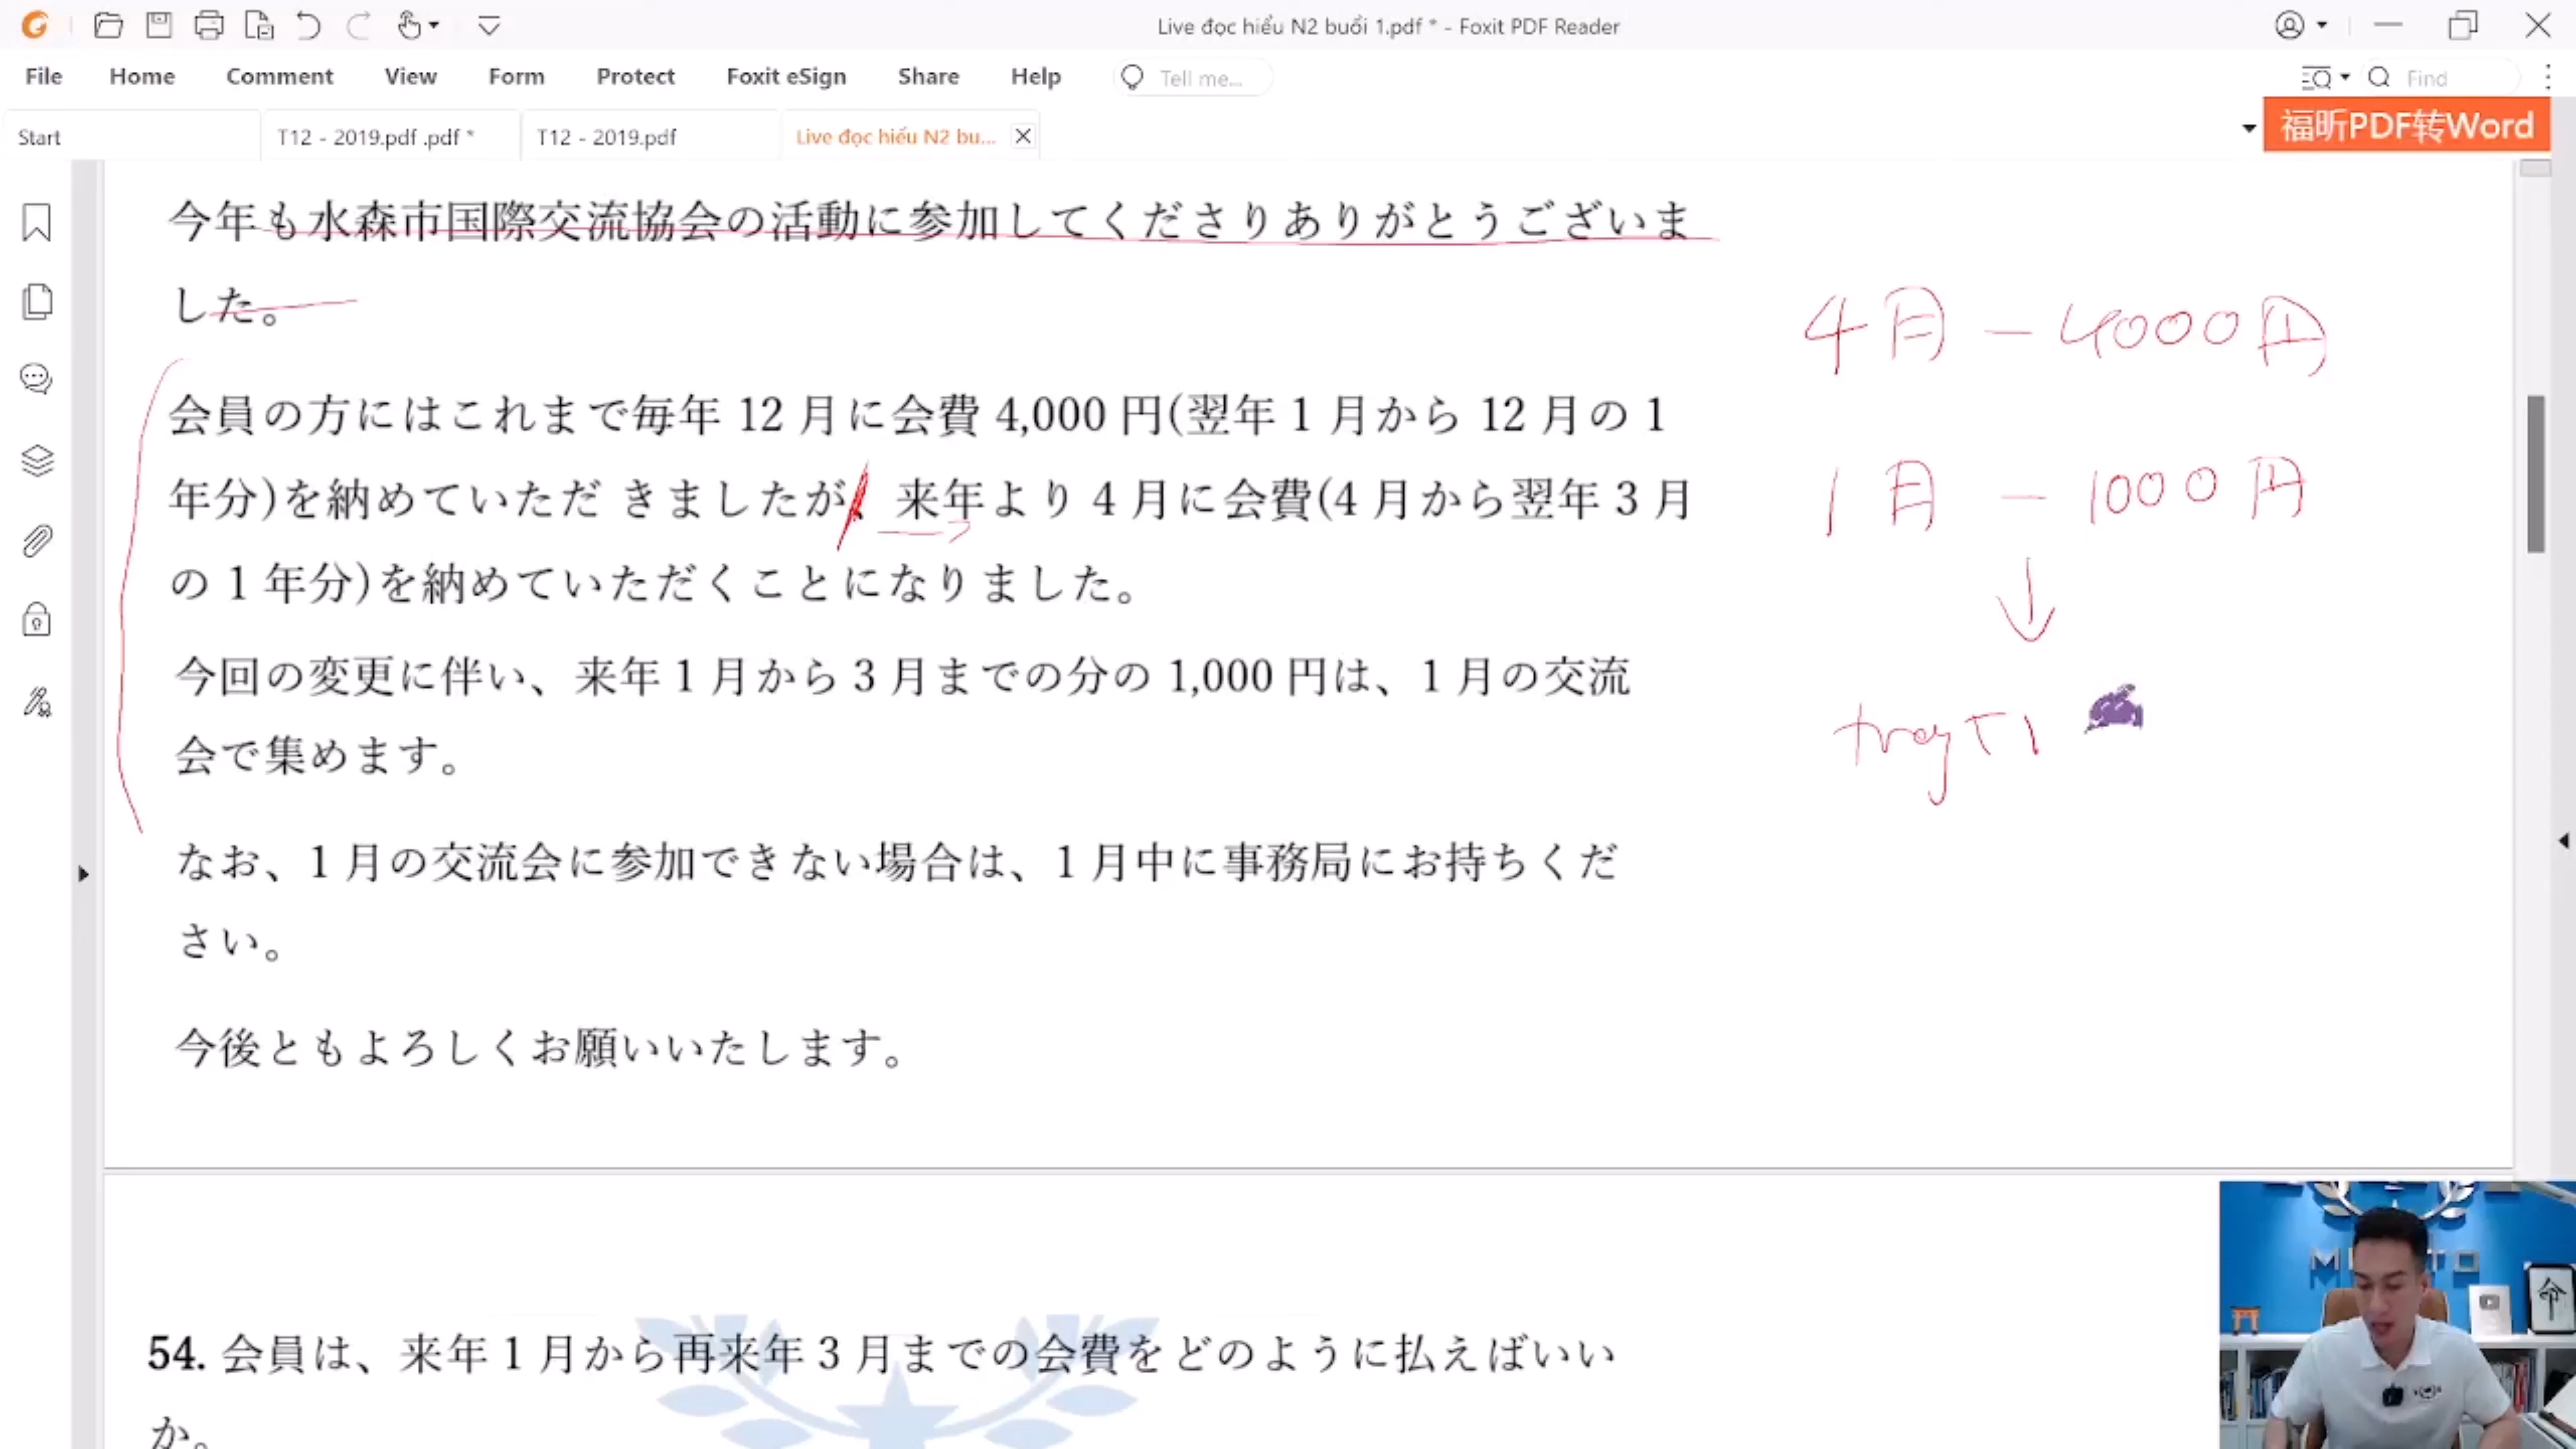 Live đọc hiểu N2 buổi 1.pdf * - Foxit PDF Reader
File Home Comment View Form Protect Foxit eSign Share Help Tell me... Find
Start T12 - 2019.pdf .pdf * T12 - 2019.pdf Live đọc hiểu N2 bu... 福昕PDF转Word
今年も水森市国際交流協会の活動に参加してくださりありがとうございま
した。
4月 - 4000円
会員の方にはこれまで毎年 12 月に会費 4,000 円(翌年 1 月から 12 月の 1
年分)を納めていただ きましたが、来年より 4 月に会費(4 月から翌年 3 月
1月 - 1000円
の 1 年分)を納めていただくことになりました。
今回の変更に伴い、来年 1 月から 3 月までの分の 1,000 円は、1 月の交流
T1
会で集めます。
なお、1 月の交流会に参加できない場合は、1 月中に事務局にお持ちくだ
さい。
今後ともよろしくお願いいたします。
54. 会員は、来年 1 月から再来年 3 月までの会費をどのように払えばいい
か。